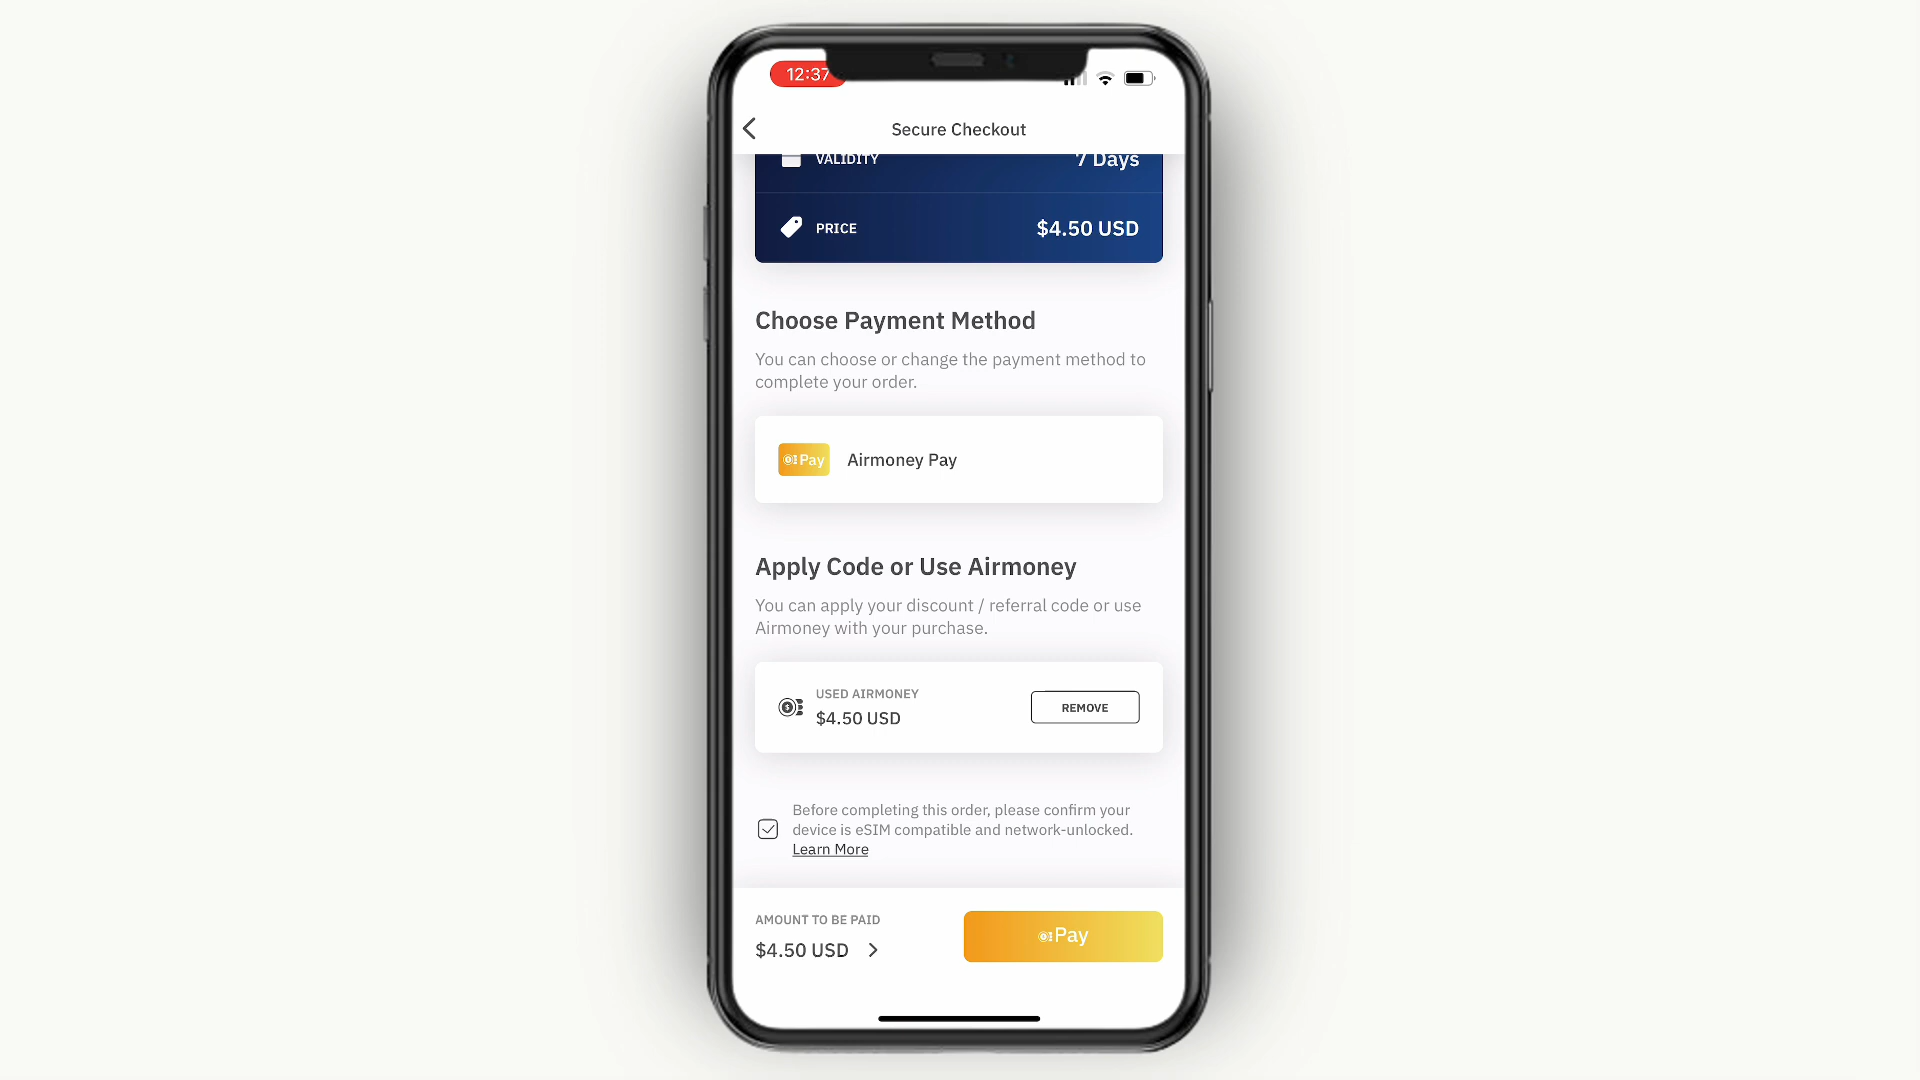 12:37
Secure Checkout
VALIDITY 7 Days
PRICE $4.50 USD
Choose Payment Method
You can choose or change the payment method to
complete your order.
Pay Airmoney Pay
Apply Code or Use Airmoney
You can apply your discount / referral code or use
Airmoney with your purchase.
USED AIRMONEY
$4.50 USD
REMOVE
Before completing this order, please confirm your
device is eSIM compatible and network-unlocked.
Learn More
AMOUNT TO BE PAID
$4.50 USD
Pay